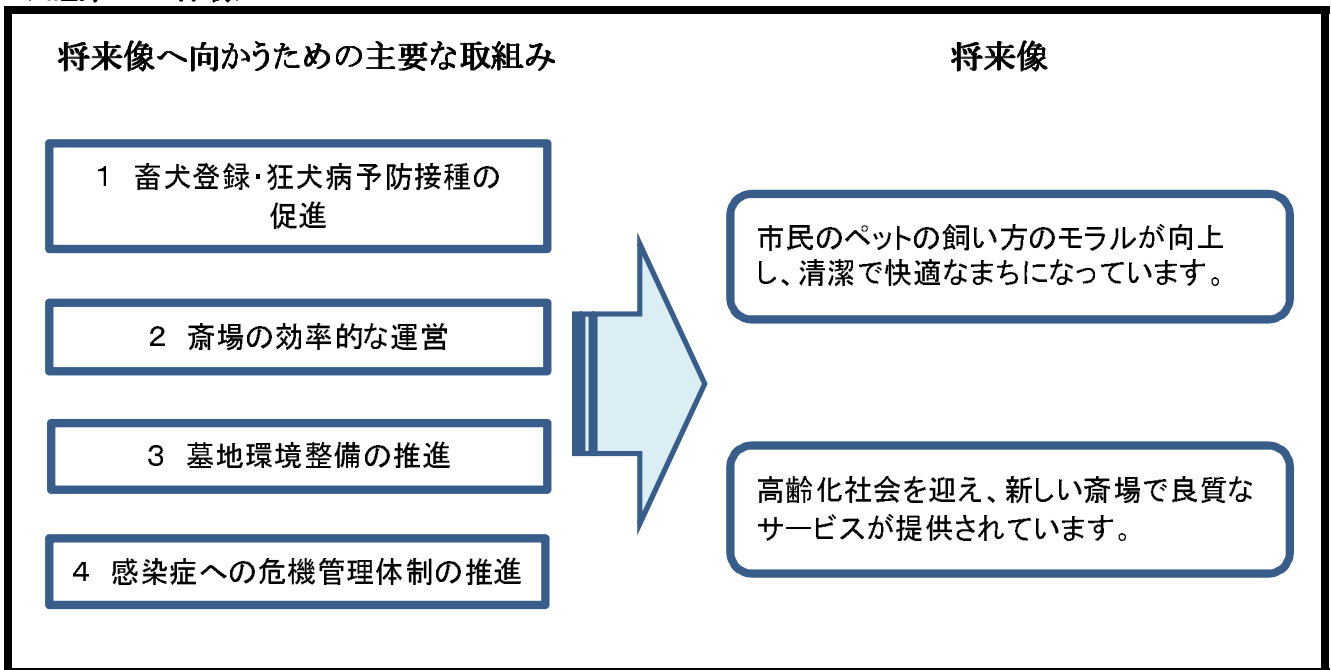 将来像へ向かうための主要な取組み
将来像
1 畜犬登録・狂犬病予防接種の
促進
2 斎場の効率的な運営
3 墓地環境整備の推進
4 感染症への危機管理体制の推進
市民のペットの飼い方のモラルが向上
し、清潔で快適なまちになっています。
高齢化社会を迎え、新しい斎場で良質な
サービスが提供されています。